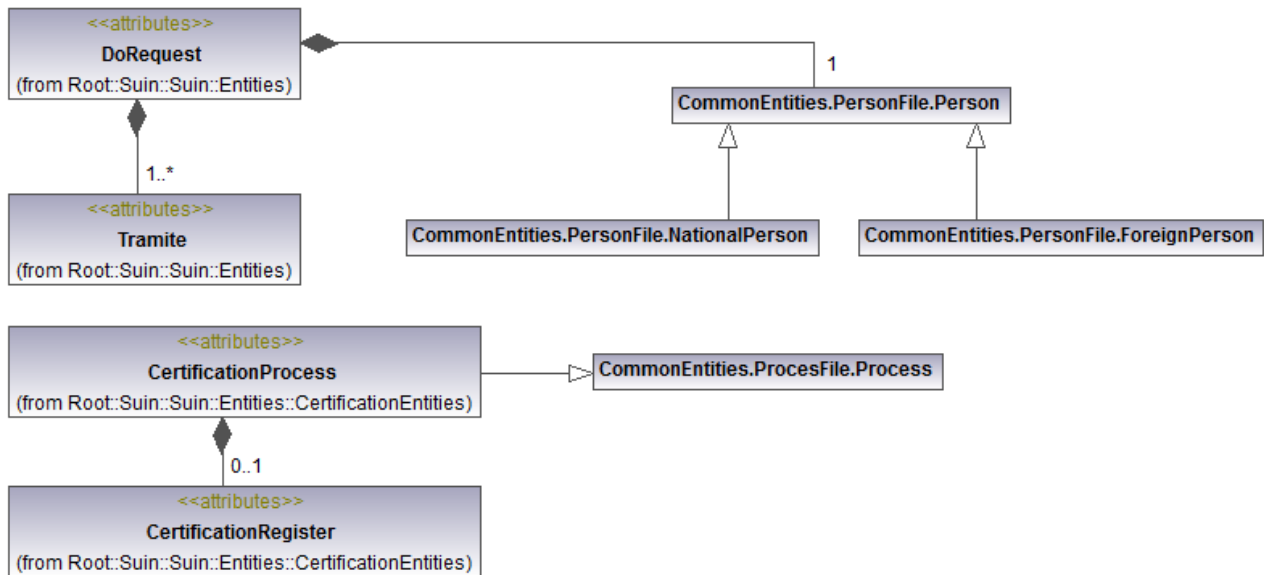 <<attributes>>
DoRequest
(from Root::Suin::Suin::Entities)
1
CommonEntities.PersonFile.Person
1..*
<<attributes>>
Tramite
(from Root::Suin::Suin::Entities)
CommonEntities.PersonFile.NationalPerson
CommonEntities.PersonFile.ForeignPerson
<<attributes>>
CertificationProcess
(from Root::Suin::Suin::Entities::CertificationEntities)
CommonEntities.ProcesFile.Process
0..1
<<attributes>>
CertificationRegister
(from Root::Suin::Suin::Entities::CertificationEntities)